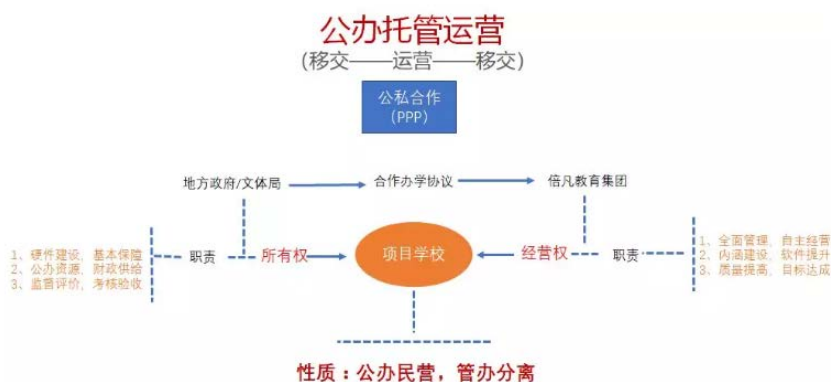 公办托管运营
(移交——运营——移交)
公私合作
(PPP)
地方政府/文体局
合作办学协议
倍凡教育集团
1、硬件建设，基本保障
2、公办资源，财政供给
3、监督评价，考核验收
职责
所有权
项目学校
经营权
职责
1、全面管理，自主经营
2、内涵建设，软件提升
3、质量提高，目标达成
性质：公办民营，管办分离